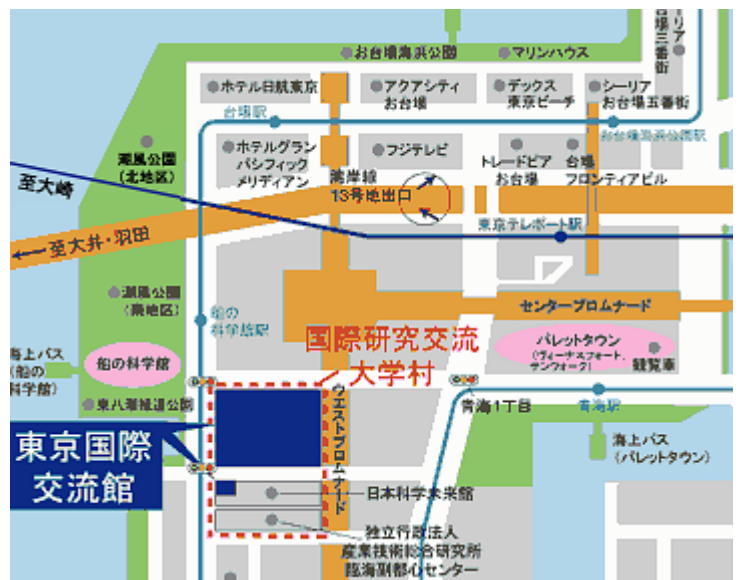 お台場海浜公園
マリンハウス
台場三番街
シーリア
ホテル日航東京
アクアシティ
お台場
デックス
東京ビーチ
シーリア
お台場五番街
台場駅
お台場海浜公園駅
潮風公園
(北地区)
ホテルグラン
パシフィック
メリディアン
フジテレビ
トレードピア
お台場
台場
フロンティアビル
至大崎
湾岸線
13号地出口
←至大井・羽田
東京テレポート駅
潮風公園
(南地区)
船の
科学館駅
センタープロムナード
国際研究交流
大学村
パレットタウン
(ヴィーナスフォート、
サンウォーク)
観覧車
海上バス
(船の
科学館)
船の科学館
東八潮緑道公園
ウエストプロムナード
青海1丁目
青海駅
東京国際
交流館
海上バス
(パレットタウン)
日本科学未来館
独立行政法人
産業技術総合研究所
臨海副都心センター